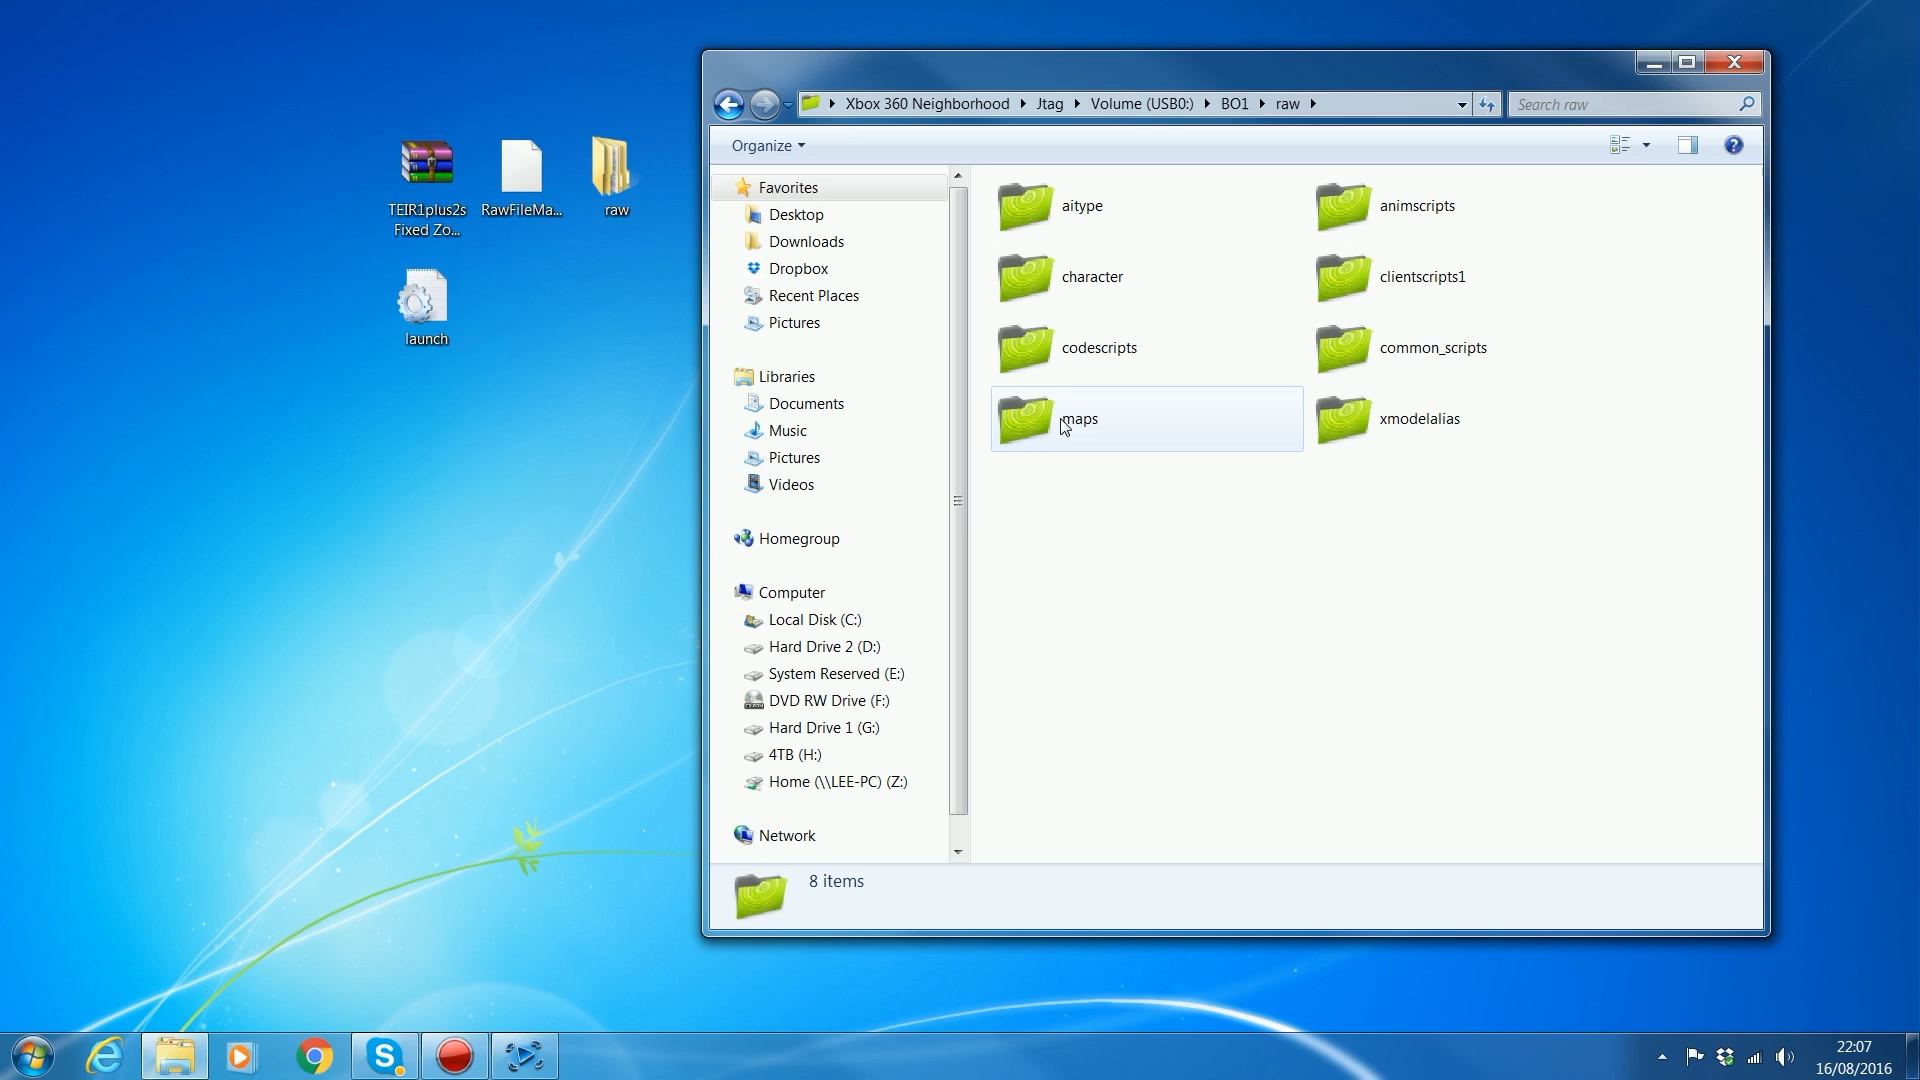 TEIR1plus2s
Fixed Zo...
RawFileMa...
raw
launch
Xbox 360 Neighborhood
Jtag
Volume (USB0:)
BO1
raw
Search raw
Organize
Favorites
Desktop
Downloads
Dropbox
Recent Places
Pictures
Libraries
Documents
Music
Pictures
Videos
Homegroup
Computer
Local Disk (C:)
Hard Drive 2 (D:)
System Reserved (E:)
DVD RW Drive (F:)
Hard Drive 1 (G:)
4TB (H:)
Home (\\LEE-PC) (Z:)
Network
aitype
animscripts
character
clientscripts1
codescripts
common_scripts
maps
xmodelalias
8 items
22:07
16/08/2016